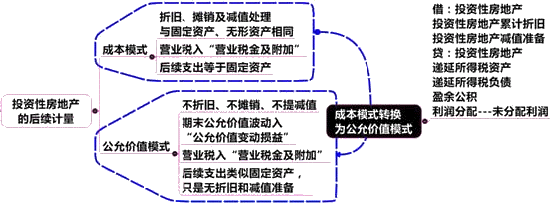 投资性房地产
的后续计量
成本模式
折旧、摊销及减值处理
与固定资产、无形资产相同
营业税入“营业税金及附加”
后续支出等于固定资产
公允价值模式
不折旧、不摊销、不提减值
期末公允价值波动入
“公允价值变动损益”
营业税入“营业税金及附加”
后续支出类似固定资产，
只是无折旧和减值准备
成本模式转换
为公允价值模式
借：投资性房地产
投资性房地产累计折旧
投资性房地产减值准备
贷：投资性房地产
递延所得税资产
递延所得税负债
盈余公积
利润分配---未分配利润